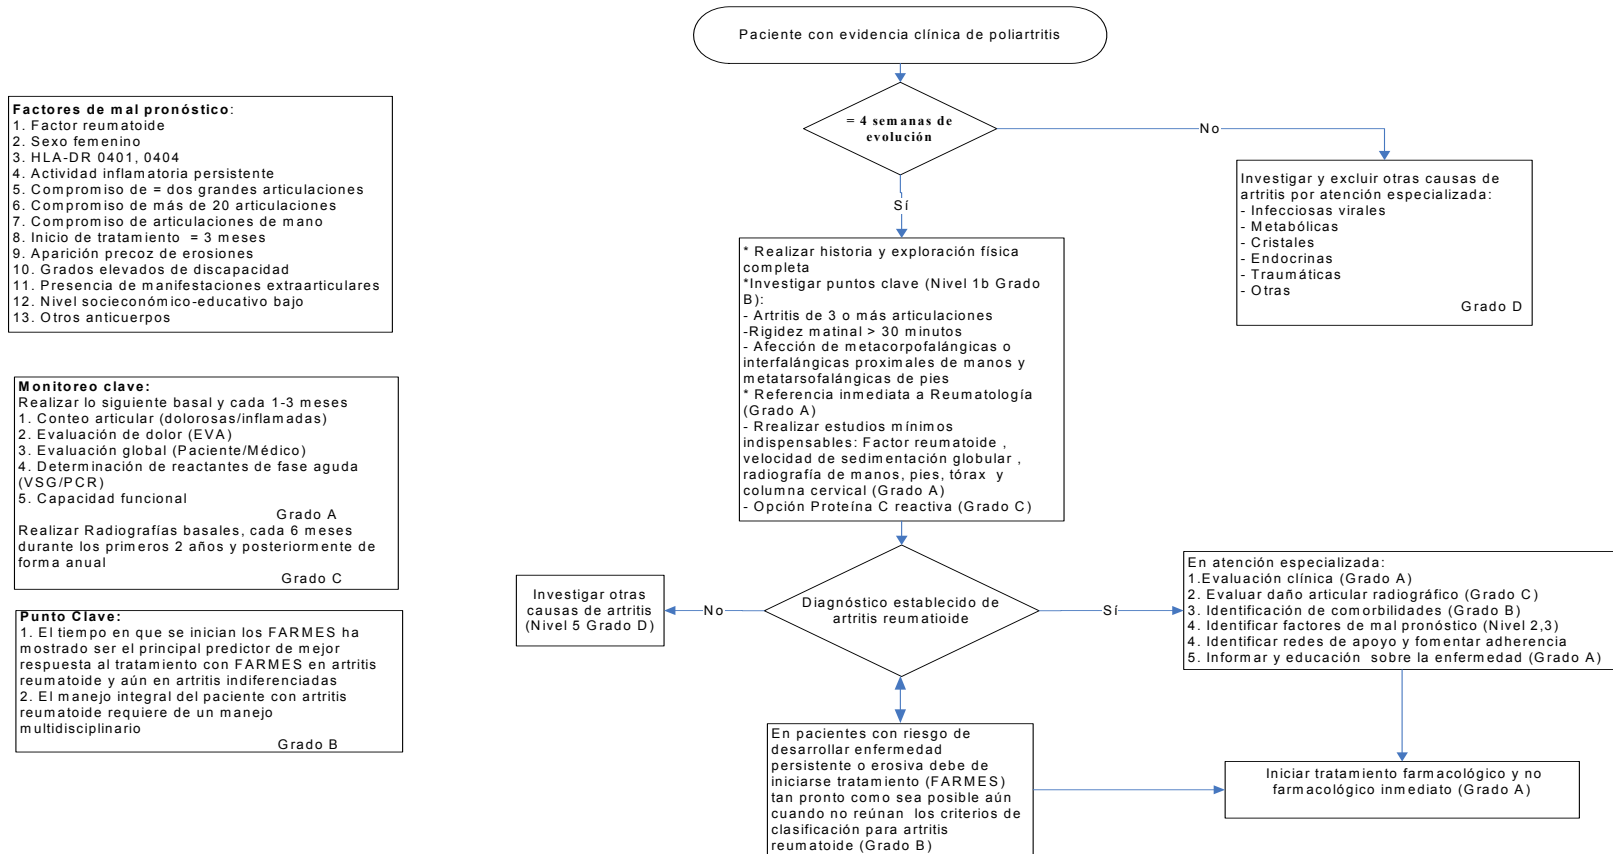 Paciente con evidencia clínica de poliartritis
= 4 semanas de
evolución
No
Sí
Investigar y excluir otras causas de
artritis por atención especializada:
- Infecciosas virales
- Metabólicas
- Cristales
- Endocrinas
- Traumáticas
- Otras
Grado D
* Realizar historia y exploración física
completa
*Investigar puntos clave (Nivel 1b Grado
B):
- Artritis de 3 o más articulaciones
-Rigidez matinal > 30 minutos
- Afección de metacorpofalángicas o
interfalángicas proximales de manos y
metatarsofalángicas de pies
* Referencia inmediata a Reumatología
(Grado A)
- Rrealizar estudios mínimos
indispensables: Factor reumatoide ,
velocidad de sedimentación globular ,
radiografía de manos, pies, tórax  y
columna cervical (Grado A)
- Opción Proteína C reactiva (Grado C)
Diagnóstico establecido de
artritis reumatioide
No
Sí
Investigar otras
causas de artritis
(Nivel 5 Grado D)
En atención especializada:
1.Evaluación clínica (Grado A)
2. Evaluar daño articular radiográfico (Grado C)
3. Identificación de comorbilidades (Grado B)
4. Identificar factores de mal pronóstico (Nivel 2,3)
4. Identificar redes de apoyo y fomentar adherencia
5. Informar y educación  sobre la enfermedad (Grado A)
En pacientes con riesgo de
desarrollar enfermedad
persistente o erosiva debe de
iniciarse tratamiento (FARMES)
tan pronto como sea posible aún
cuando no reúnan  los criterios de
clasificación para artritis
reumatoide (Grado B)
Iniciar tratamiento farmacológico y no
farmacológico inmediato (Grado A)
Factores de mal pronóstico:
1. Factor reumatoide
2. Sexo femenino
3. HLA-DR 0401, 0404
4. Actividad inflamatoria persistente
5. Compromiso de = dos grandes articulaciones
6. Compromiso de más de 20 articulaciones
7. Compromiso de articulaciones de mano
8. Inicio de tratamiento  = 3 meses
9. Aparición precoz de erosiones
10. Grados elevados de discapacidad
11. Presencia de manifestaciones extraarticulares
12. Nivel socieconómico-educativo bajo
13. Otros anticuerpos
Monitoreo clave:
Realizar lo siguiente basal y cada 1-3 meses
1. Conteo articular (dolorosas/inflamadas)
2. Evaluación de dolor (EVA)
3. Evaluación global (Paciente/Médico)
4. Determinación de reactantes de fase aguda
(VSG/PCR)
5. Capacidad funcional
Grado A
Realizar Radiografías basales, cada 6 meses
durante los primeros 2 años y posteriormente de
forma anual
Grado C
Punto Clave:
1. El tiempo en que se inician los FARMES ha
mostrado ser el principal predictor de mejor
respuesta al tratamiento con FARMES en artritis
reumatoide y aún en artritis indiferenciadas
2. El manejo integral del paciente con artritis
reumatoide requiere de un manejo
multidisciplinario
Grado B